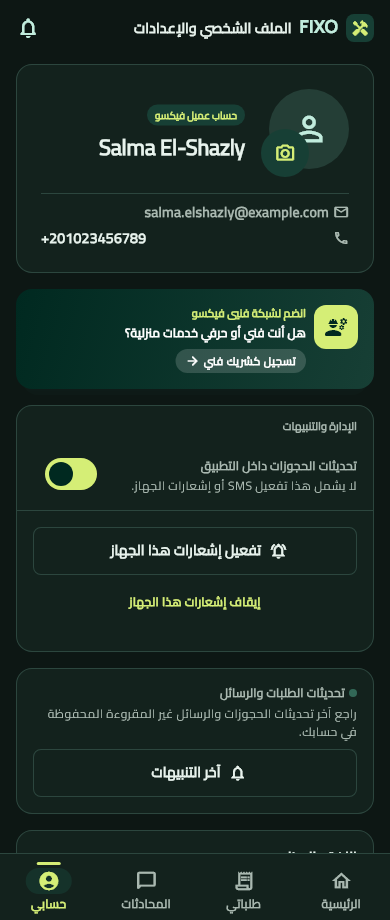 FIXO الملف الشخصي والإعدادات
حساب عميل فيكسو
Salma El-Shazly
salma.elshazly@example.com
+201023456789
انضم لشبكة فنيي فيكسو
هل أنت فني أو حرفي خدمات منزلية؟
تسجيل كشريك فني
الإدارة والتنبيهات
تحديثات الحجوزات داخل التطبيق
لا يشمل هذا تفعيل SMS أو إشعارات الجهاز.
تفعيل إشعارات هذا الجهاز
إيقاف إشعارات هذا الجهاز
تحديثات الطلبات والرسائل
راجع آخر تحديثات الحجوزات والرسائل غير المقروءة المحفوظة
في حسابك.
آخر التنبيهات
الرئيسية
طلباتي
المحادثات
حسابي